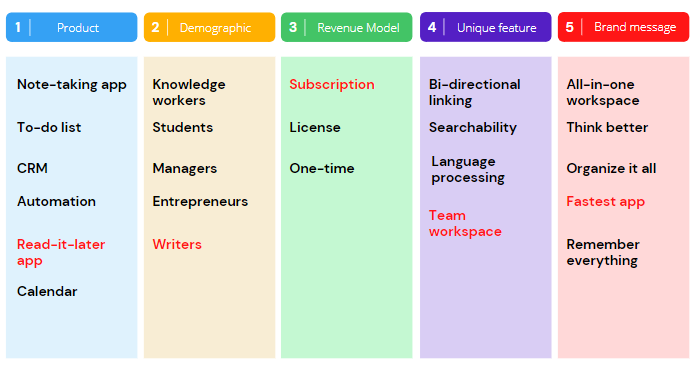 1 Product
Note-taking app
To-do list
CRM
Automation
Read-it-later
app
Calendar
2 Demographic
Knowledge
workers
Students
Managers
Entrepreneurs
Writers
3 Revenue Model
Subscription
License
One-time
4 Unique feature
Bi-directional
linking
Searchability
Language
processing
Team
workspace
5 Brand message
All-in-one
workspace
Think better
Organize it all
Fastest app
Remember
everything